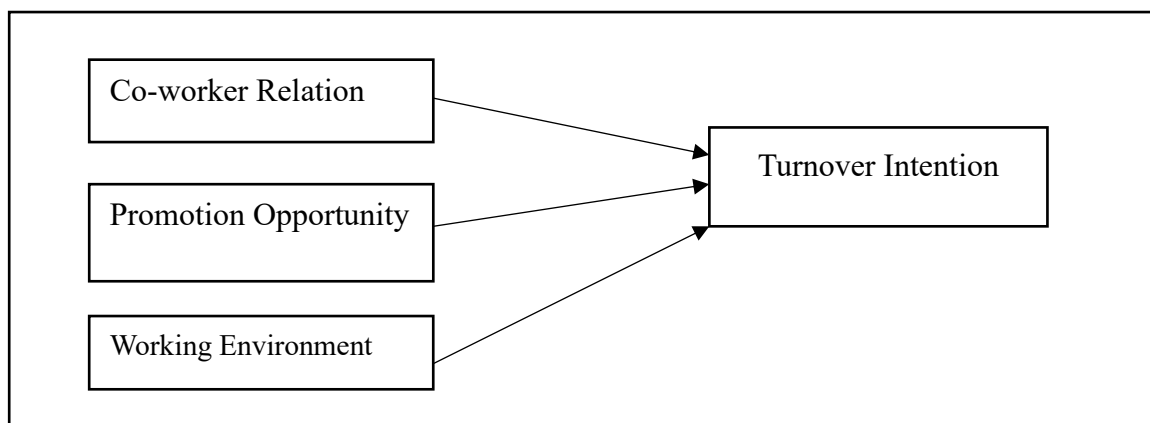 Co-worker Relation
Turnover Intention
Promotion Opportunity
Working Environment